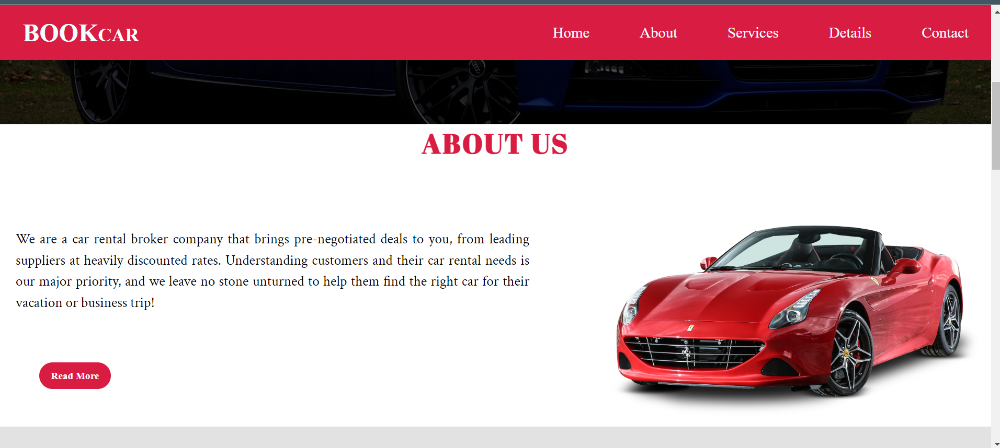 BOOKCAR
Home
About
Services
Details
Contact
ABOUT US
We are a car rental broker company that brings pre-negotiated deals to you, from leading
suppliers at heavily discounted rates. Understanding customers and their car rental needs is
our major priority, and we leave no stone unturned to help them find the right car for their
vacation or business trip!
Read More